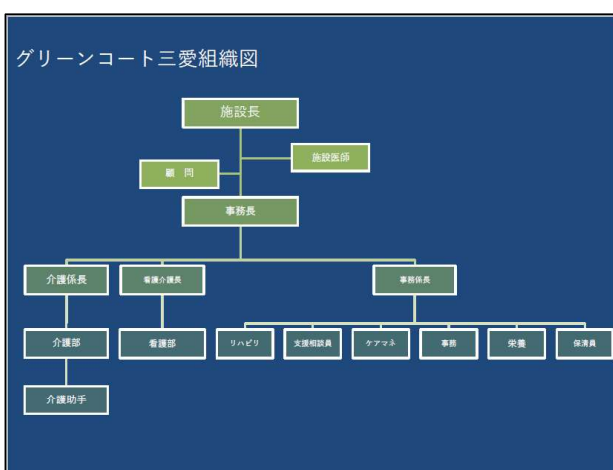 グリーンコート三愛組織図
施設長
施設医師
顧 問
事務長
介護係長
看護介護長
事務係長
介護部
看護部
リハビリ
支援相談員
ケアマネ
事務
栄養
保清員
介護助手